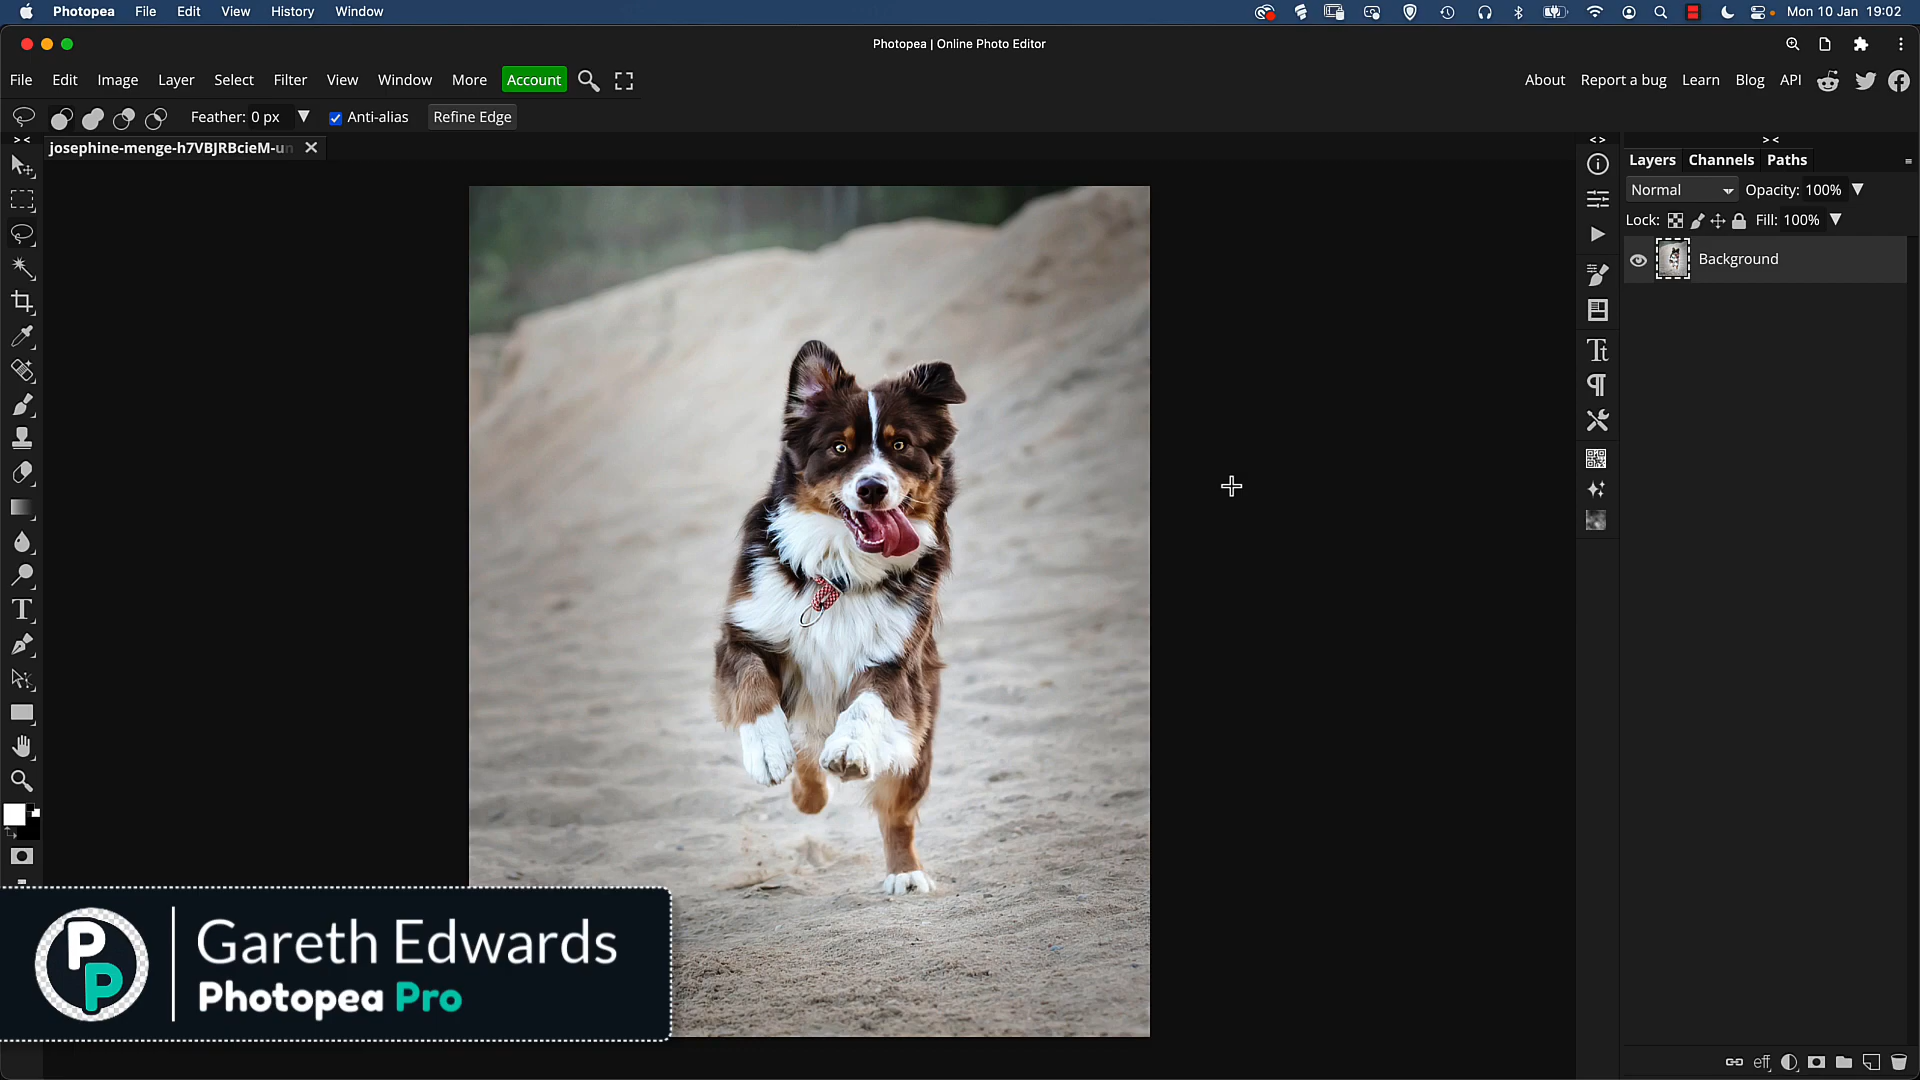 Photopea File Edit View History Window Mon 10 Jan 19:02
Photopea | Online Photo Editor
File Edit Image Layer Select Filter View Window More Account About Report a bug Learn Blog API
Feather: 0 px Anti-alias Refine Edge
josephine-menge-h7VBJRBcieM-un
Layers Channels Paths
Normal Opacity: 100%
Lock: Fill: 100%
Background
Gareth Edwards
Photopea Pro
eff